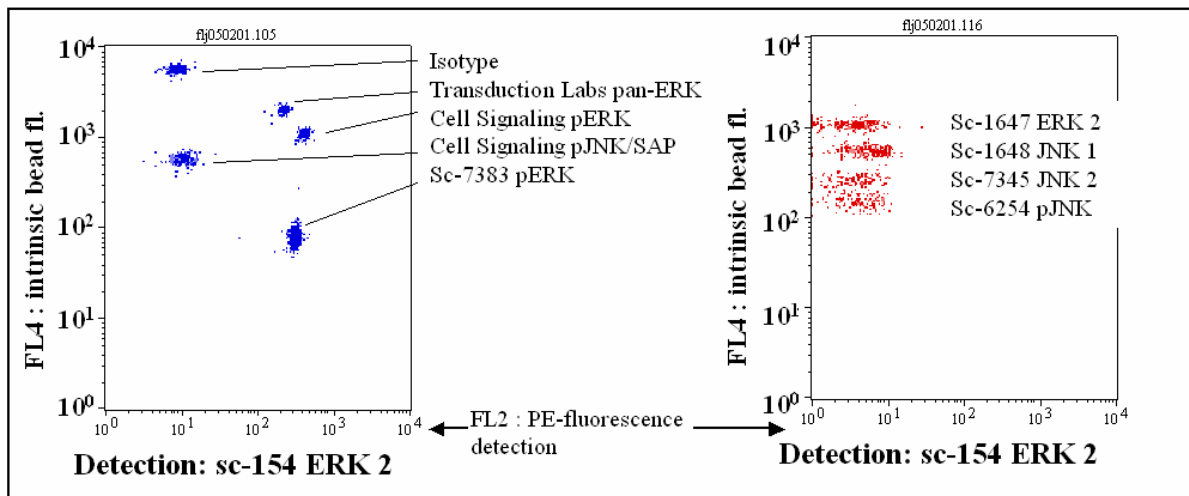 flj050201.105
10^4
10^3
10^2
10^1
10^0
FL4 : intrinsic bead fl.
10^0 10^1 10^2 10^3 10^4
Detection: sc-154 ERK 2
Isotype
Transduction Labs pan-ERK
Cell Signaling pERK
Cell Signaling pJNK/SAP
Sc-7383 pERK
FL2 : PE-fluorescence
detection
flj050201.116
10^4
10^3
10^2
10^1
10^0
FL4 : intrinsic bead fl.
Sc-1647 ERK 2
Sc-1648 JNK 1
Sc-7345 JNK 2
Sc-6254 pJNK
10^0 10^1 10^2 10^3 10^4
Detection: sc-154 ERK 2